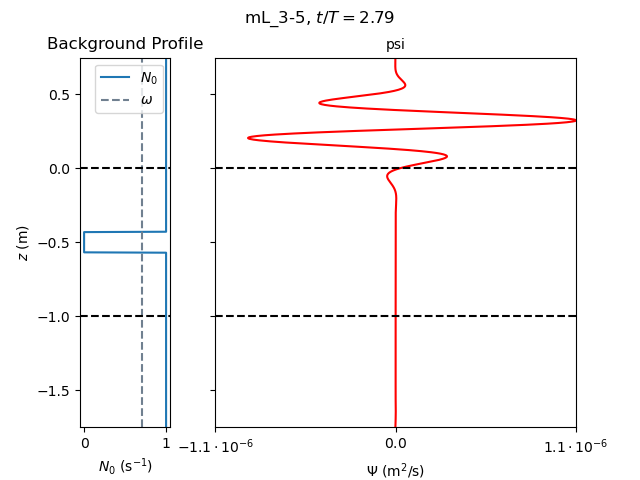 mL_3-5, t/T = 2.79
Background Profile
psi
N₀
ω
0.5
0.0
−0.5
−1.0
−1.5
z (m)
0 1
−1.1 · 10⁻⁶ 0.0 1.1 · 10⁻⁶
N₀ (s⁻¹)
Ψ (m²/s)